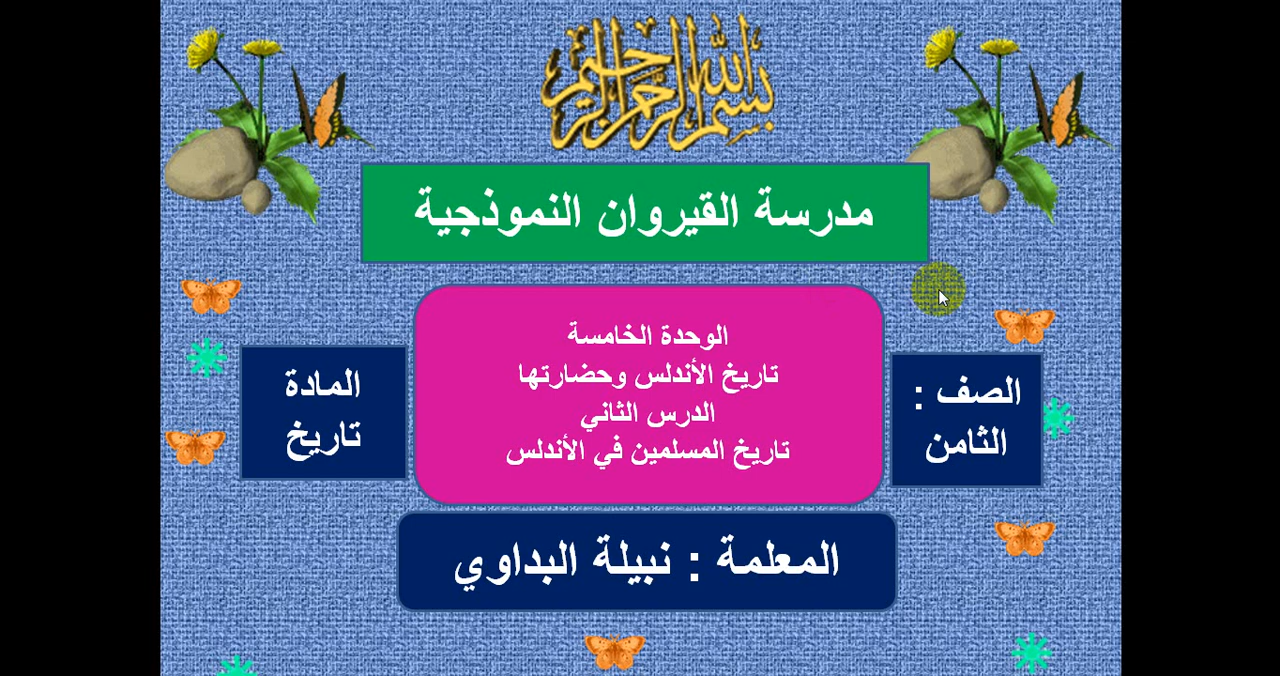 بسم الله الرحمن الرحيم
مدرسة القيروان النموذجية
الوحدة الخامسة
تاريخ الأندلس وحضارتها
الدرس الثاني
تاريخ المسلمين في الأندلس
الصف :
الثامن
المادة
تاريخ
المعلمة : نبيلة البداوي